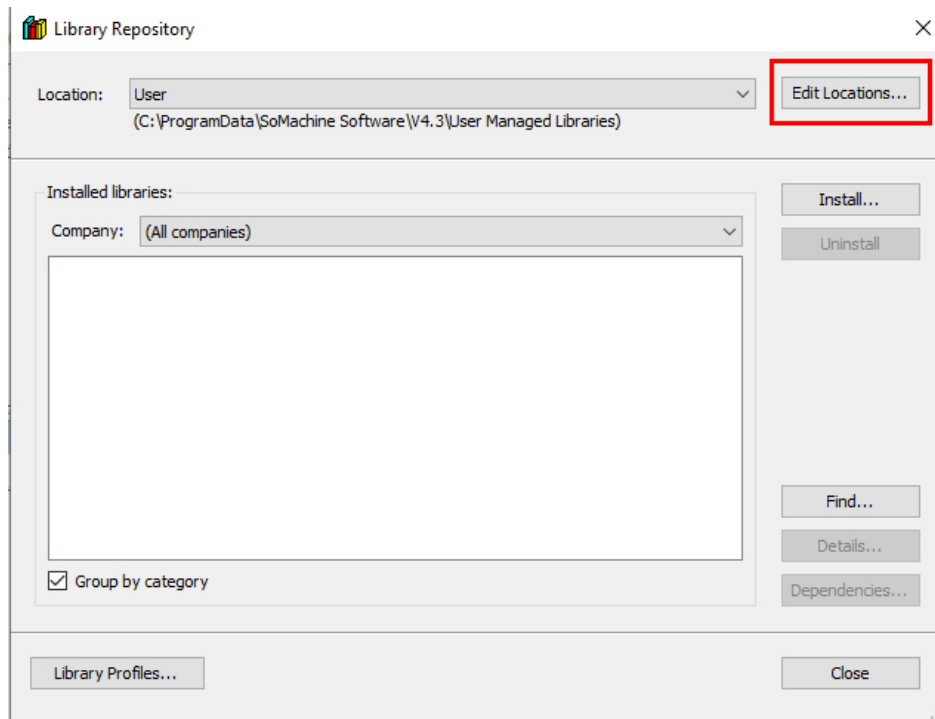 Library Repository
Location: User Edit Locations...
(C:\ProgramData\SoMachine Software\V4.3\User Managed Libraries)
Installed libraries:
Install...
Company: (All companies)
Uninstall
Find...
Details...
Group by category
Dependencies...
Library Profiles... Close